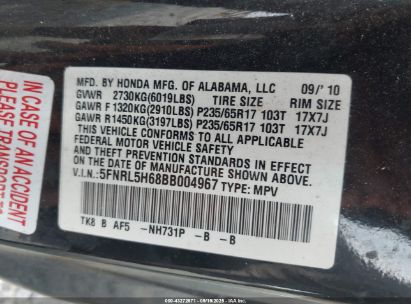 MFD. BY HONDA MFG. OF ALABAMA, LLC 09/'10
GVWR 2730KG(6019LBS) TIRE SIZE RIM SIZE
GAWR F 1320KG(2910LBS) P235/65R17 103T 17X7J
GAWR R1450KG(3197LBS) P235/65R17 103T 17X7J
THIS VEHICLE CONFORMS TO ALL APPLICABLE
FEDERAL MOTOR VEHICLE SAFETY AND
THEFT PREVENTION STANDARDS IN EFFECT
ON THE DATE OF MANUFACTURE SHOWN ABOVE.
V.I.N.: 5FNRL5H68BB004967 TYPE: MPV
TK8 B AF5 -NH731P -B -B
IN CASE OF AN ACCIDENT
PLEASE